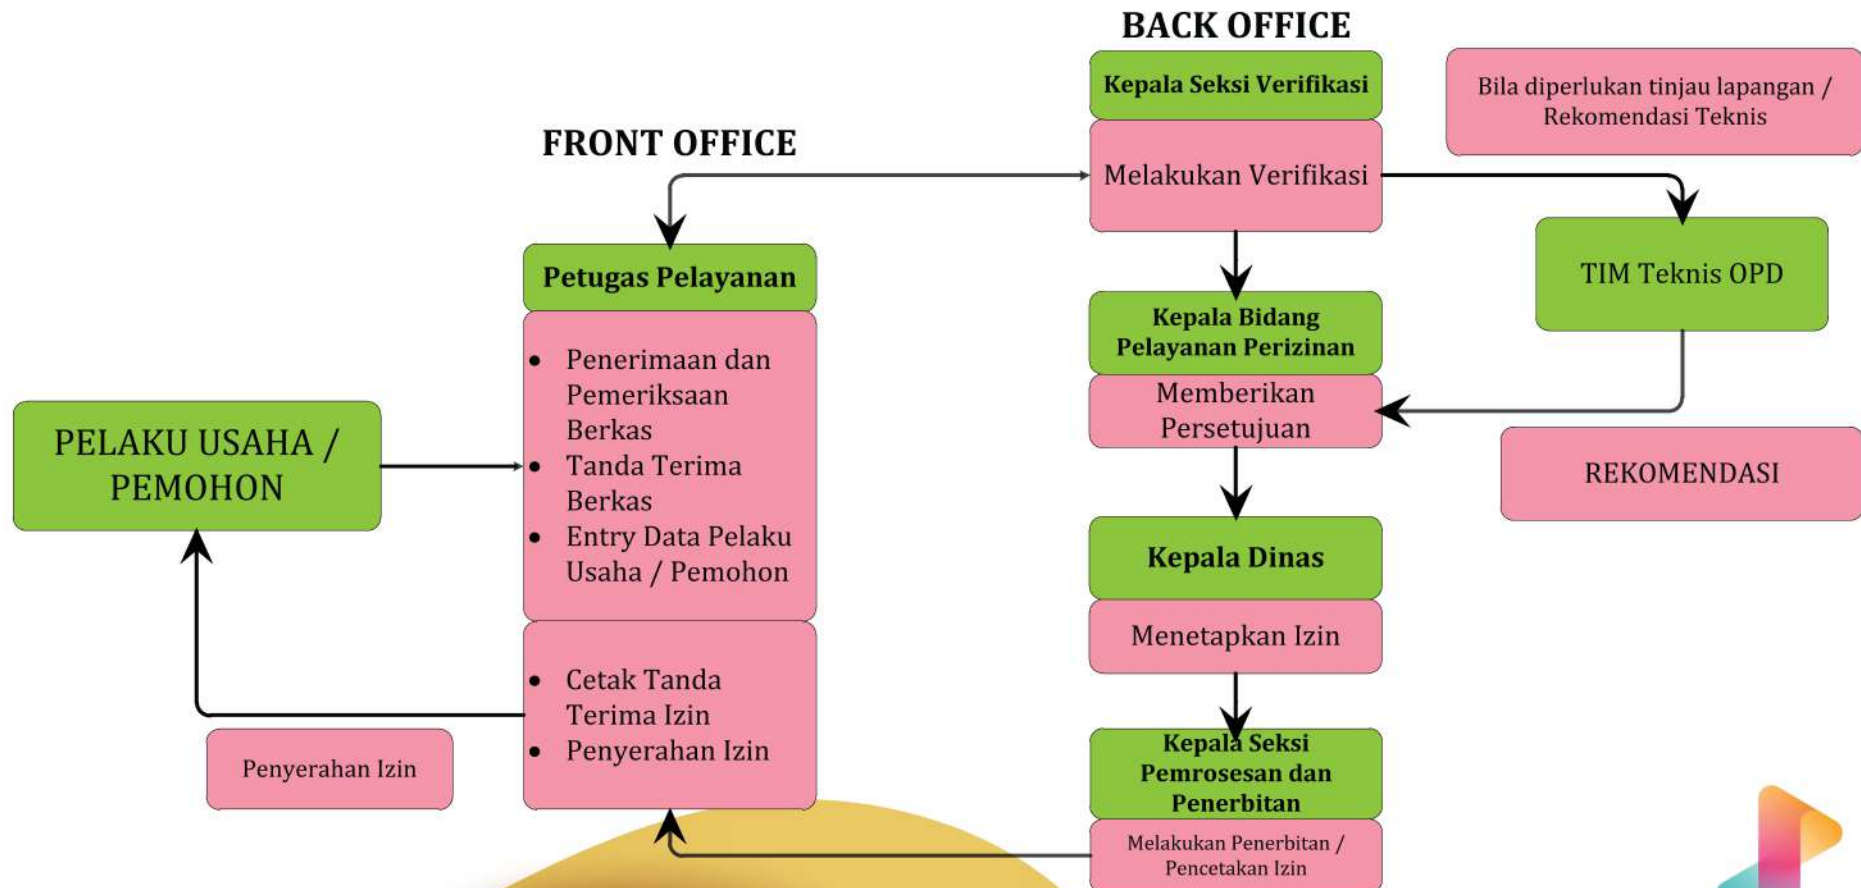 BACK OFFICE
Kepala Seksi Verifikasi
Melakukan Verifikasi
Bila diperlukan tinjau lapangan /
Rekomendasi Teknis
FRONT OFFICE
Petugas Pelayanan
• Penerimaan dan
Pemeriksaan
Berkas
• Tanda Terima
Berkas
• Entry Data Pelaku
Usaha / Pemohon
TIM Teknis OPD
Kepala Bidang
Pelayanan Perizinan
Memberikan
Persetujuan
PELAKU USAHA /
PEMOHON
REKOMENDASI
Kepala Dinas
Menetapkan Izin
• Cetak Tanda
Terima Izin
• Penyerahan Izin
Penyerahan Izin
Kepala Seksi
Pemrosesan dan
Penerbitan
Melakukan Penerbitan /
Pencetakan Izin